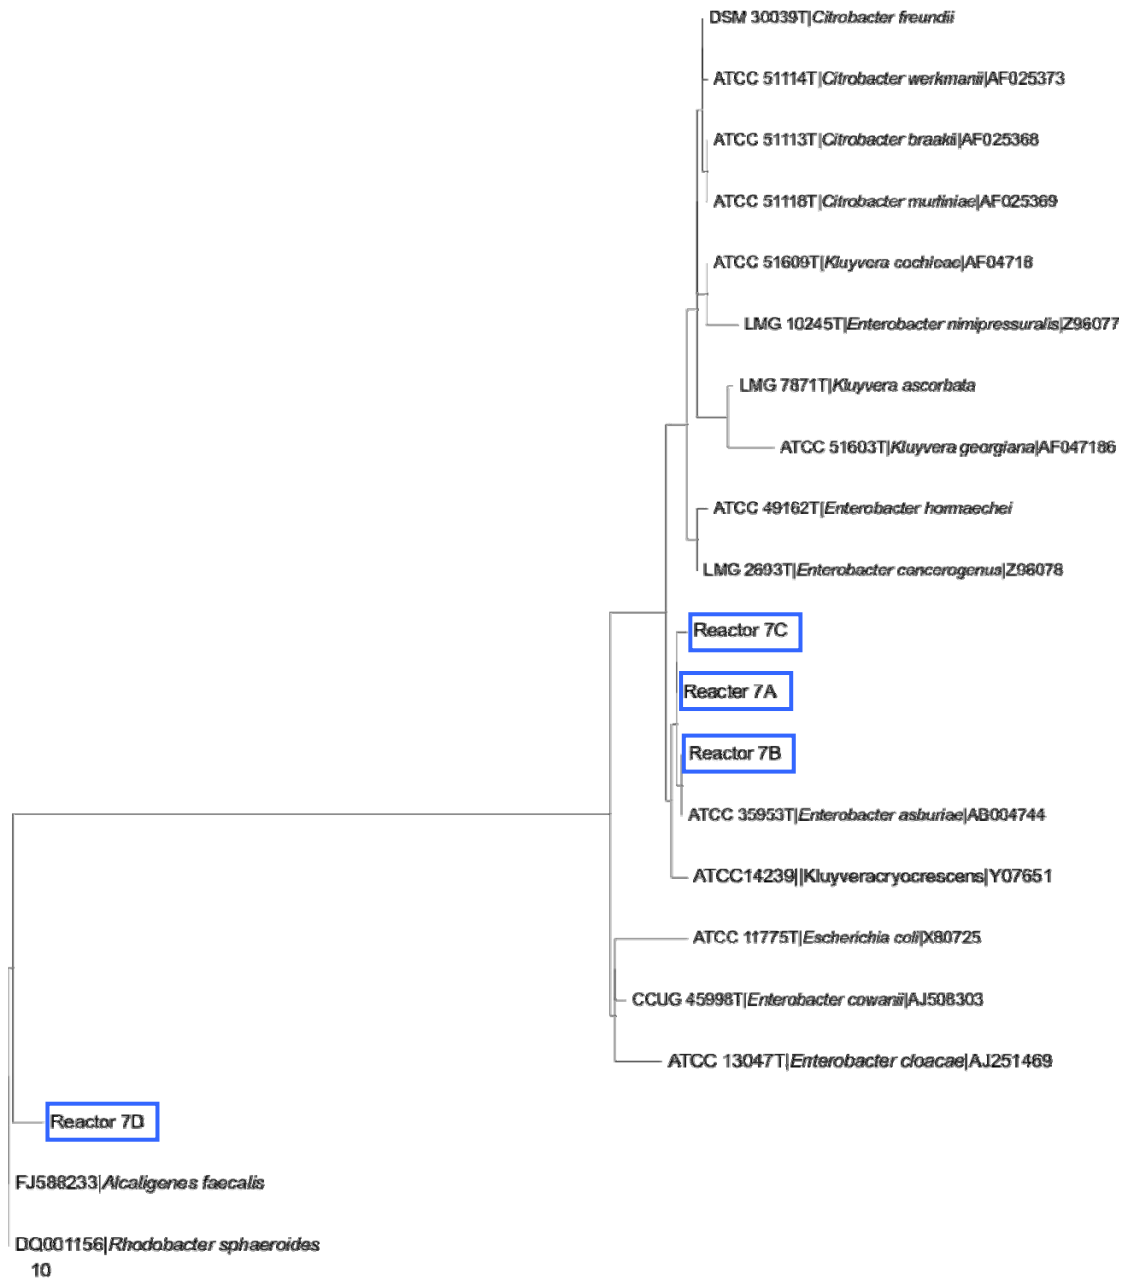 DSM 30039T|Citrobacter freundii
ATCC 51114T|Citrobacter werkmanii|AF025373
ATCC 51113T|Citrobacter braakii|AF025368
ATCC 51118T|Citrobacter murliniae|AF025369
ATCC 51609T|Kluyvera cochleae|AF04718
LMG 10245T|Enterobacter nimipressuralis|Z96077
LMG 7871T|Kluyvera ascorbata
ATCC 51603T|Kluyvera georgiana|AF047186
ATCC 49162T|Enterobacter hormaechei
LMG 2693T|Enterobacter cancerogenus|Z96078
Reactor 7C
Reacter 7A
Reactor 7B
ATCC 35953T|Enterobacter asburiae|AB004744
ATCC14239||Kluyveracryocrescens|Y07651
ATCC 11775T|Escherichia coli|X80725
CCUG 45998T|Enterobacter cowanii|AJ508303
ATCC 13047T|Enterobacter cloacae|AJ251469
Reactor 7D
FJ588233|Alcaligenes faecalis
DQ001156|Rhodobacter sphaeroides
10